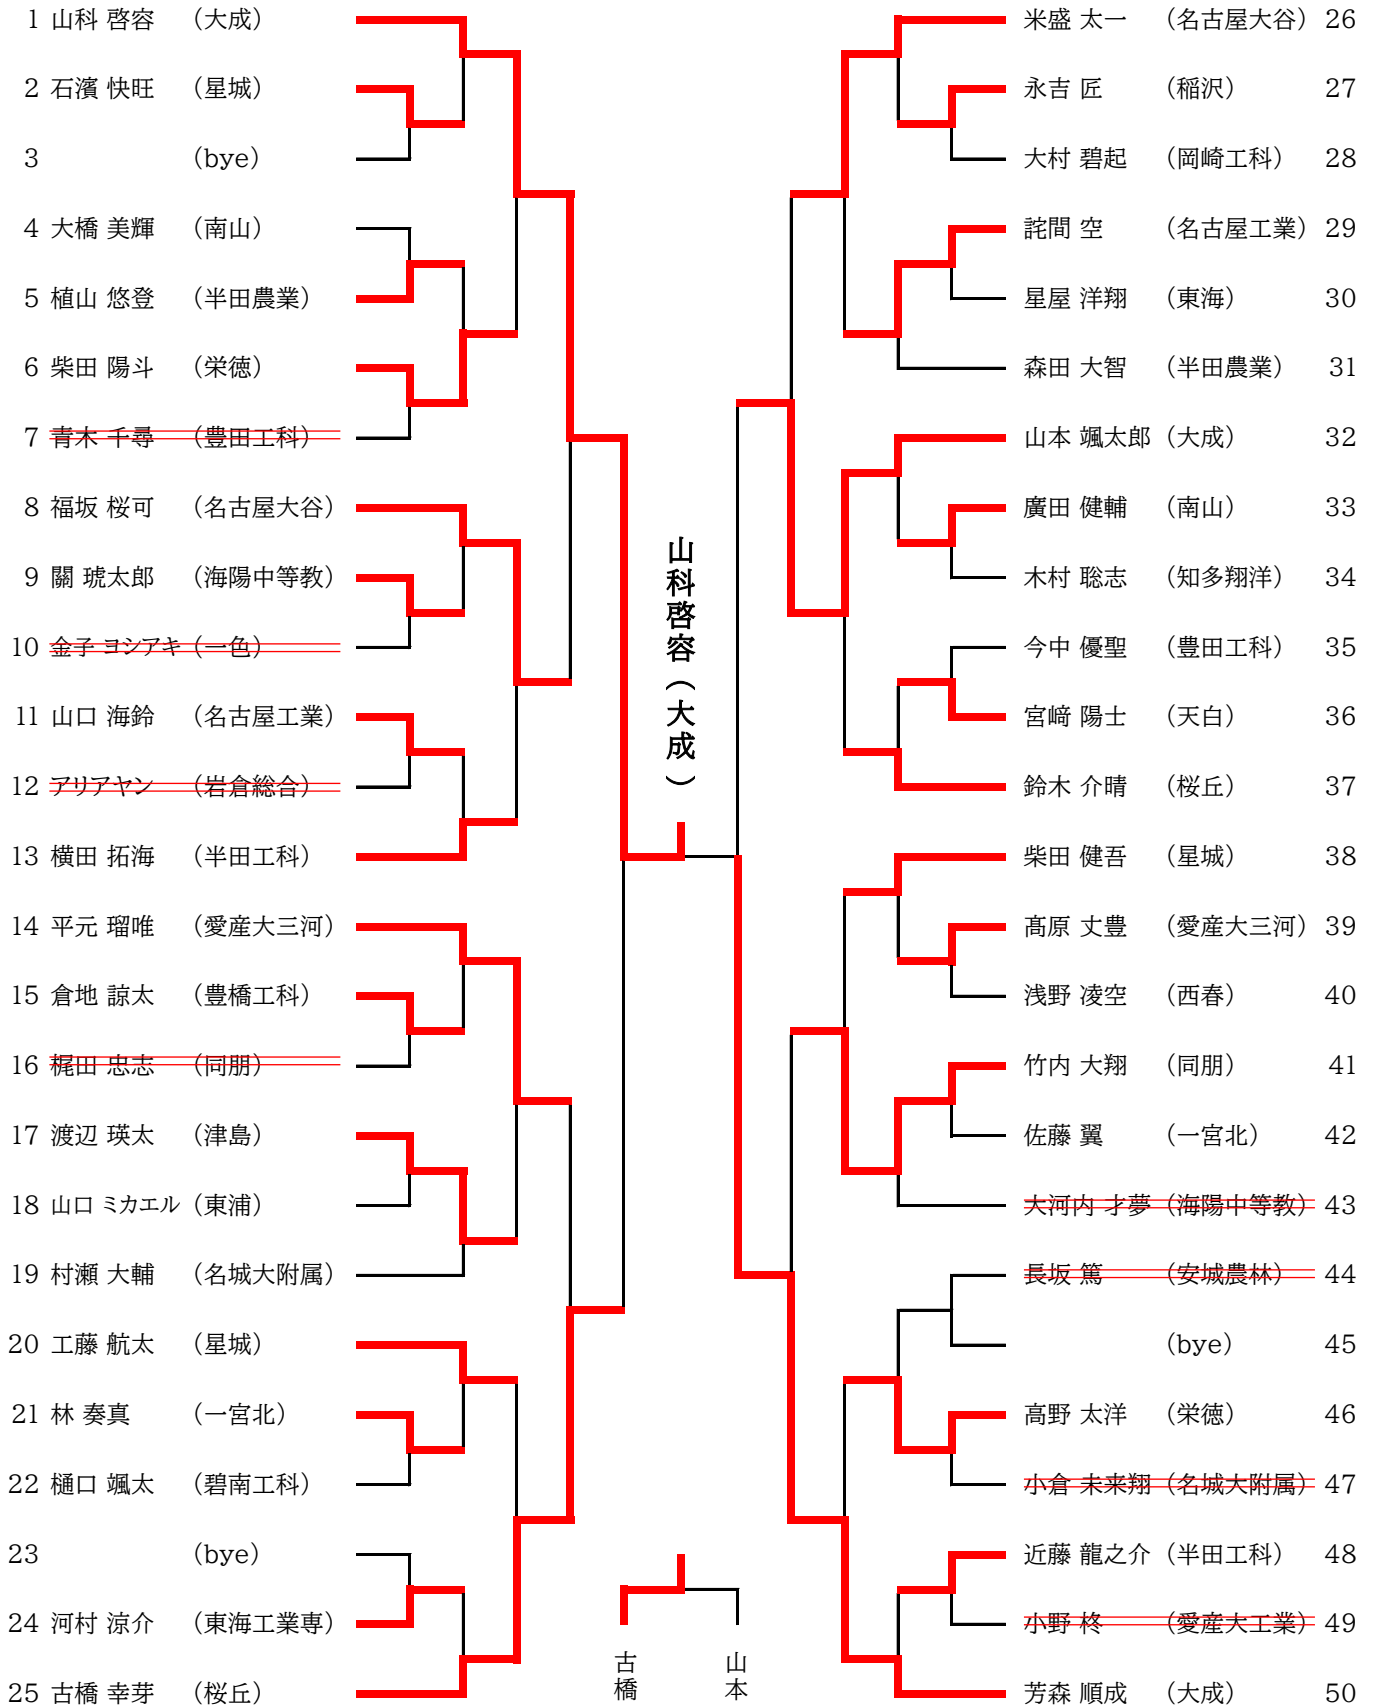 1 山科 啓容 （大成）
2 石濱 快旺 （星城）
3 (bye)
4 大橋 美輝 （南山）
5 植山 悠登 （半田農業）
6 柴田 陽斗 （栄徳）
7 青木 千尋 （豊田工科）
8 福坂 桜可 （名古屋大谷）
9 關 琥太郎 （海陽中等教）
10 金子 ヨシアキ （一色）
11 山口 海鈴 （名古屋工業）
12 アリアヤン （岩倉総合）
13 横田 拓海 （半田工科）
14 平元 瑠唯 （愛産大三河）
15 倉地 諒太 （豊橋工科）
16 梶田 忠志 （同朋）
17 渡辺 瑛太 （津島）
18 山口 ミカエル （東浦）
19 村瀬 大輔 （名城大附属）
20 工藤 航太 （星城）
21 林 奏真 （一宮北）
22 樋口 颯太 （碧南工科）
23 (bye)
24 河村 涼介 （東海工業専）
25 古橋 幸芽 （桜丘）
山科啓容（大成）
古橋
山本
米盛 太一 （名古屋大谷） 26
永吉 匠 （稲沢） 27
大村 碧起 （岡崎工科） 28
詫間 空 （名古屋工業） 29
星屋 洋翔 （東海） 30
森田 大智 （半田農業） 31
山本 颯太郎 （大成） 32
廣田 健輔 （南山） 33
木村 聡志 （知多翔洋） 34
今中 優聖 （豊田工科） 35
宮﨑 陽士 （天白） 36
鈴木 介晴 （桜丘） 37
柴田 健吾 （星城） 38
髙原 丈豊 （愛産大三河） 39
浅野 凌空 （西春） 40
竹内 大翔 （同朋） 41
佐藤 翼 （一宮北） 42
大河内 才夢 （海陽中等教） 43
長坂 篤 （安城農林） 44
(bye) 45
高野 太洋 （栄徳） 46
小倉 未来翔 （名城大附属） 47
近藤 龍之介 （半田工科） 48
小野 柊 （愛産大工業） 49
芳森 順成 （大成） 50